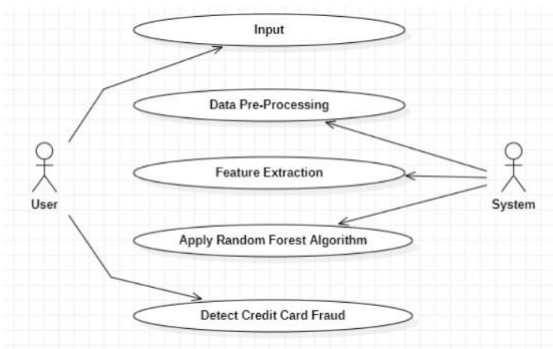 Input
Data Pre-Processing
Feature Extraction
User
System
Apply Random Forest Algorithm
Detect Credit Card Fraud